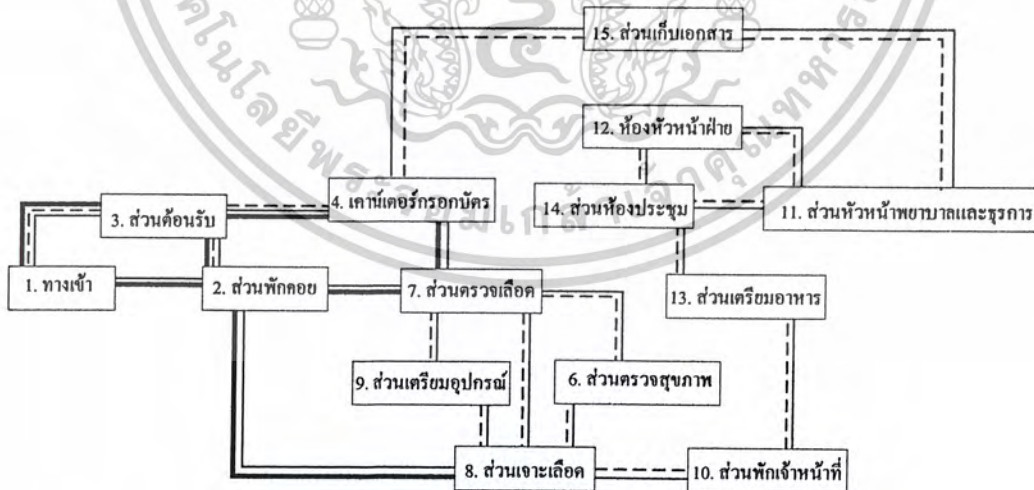 15. ส่วนเก็บเอกสาร
12. ห้องหัวหน้าฝ่าย
4. เคาน์เตอร์กรอกบัตร
14. ส่วนห้องประชุม
11. ส่วนหัวหน้าพยาบาลและธุรการ
3. ส่วนต้อนรับ
1. ทางเข้า
2. ส่วนพักคอย
7. ส่วนตรวจเลือด
13. ส่วนเตรียมอาหาร
9. ส่วนเตรียมอุปกรณ์
6. ส่วนตรวจสุขภาพ
8. ส่วนเจาะเลือด
10. ส่วนพักเจ้าหน้าที่